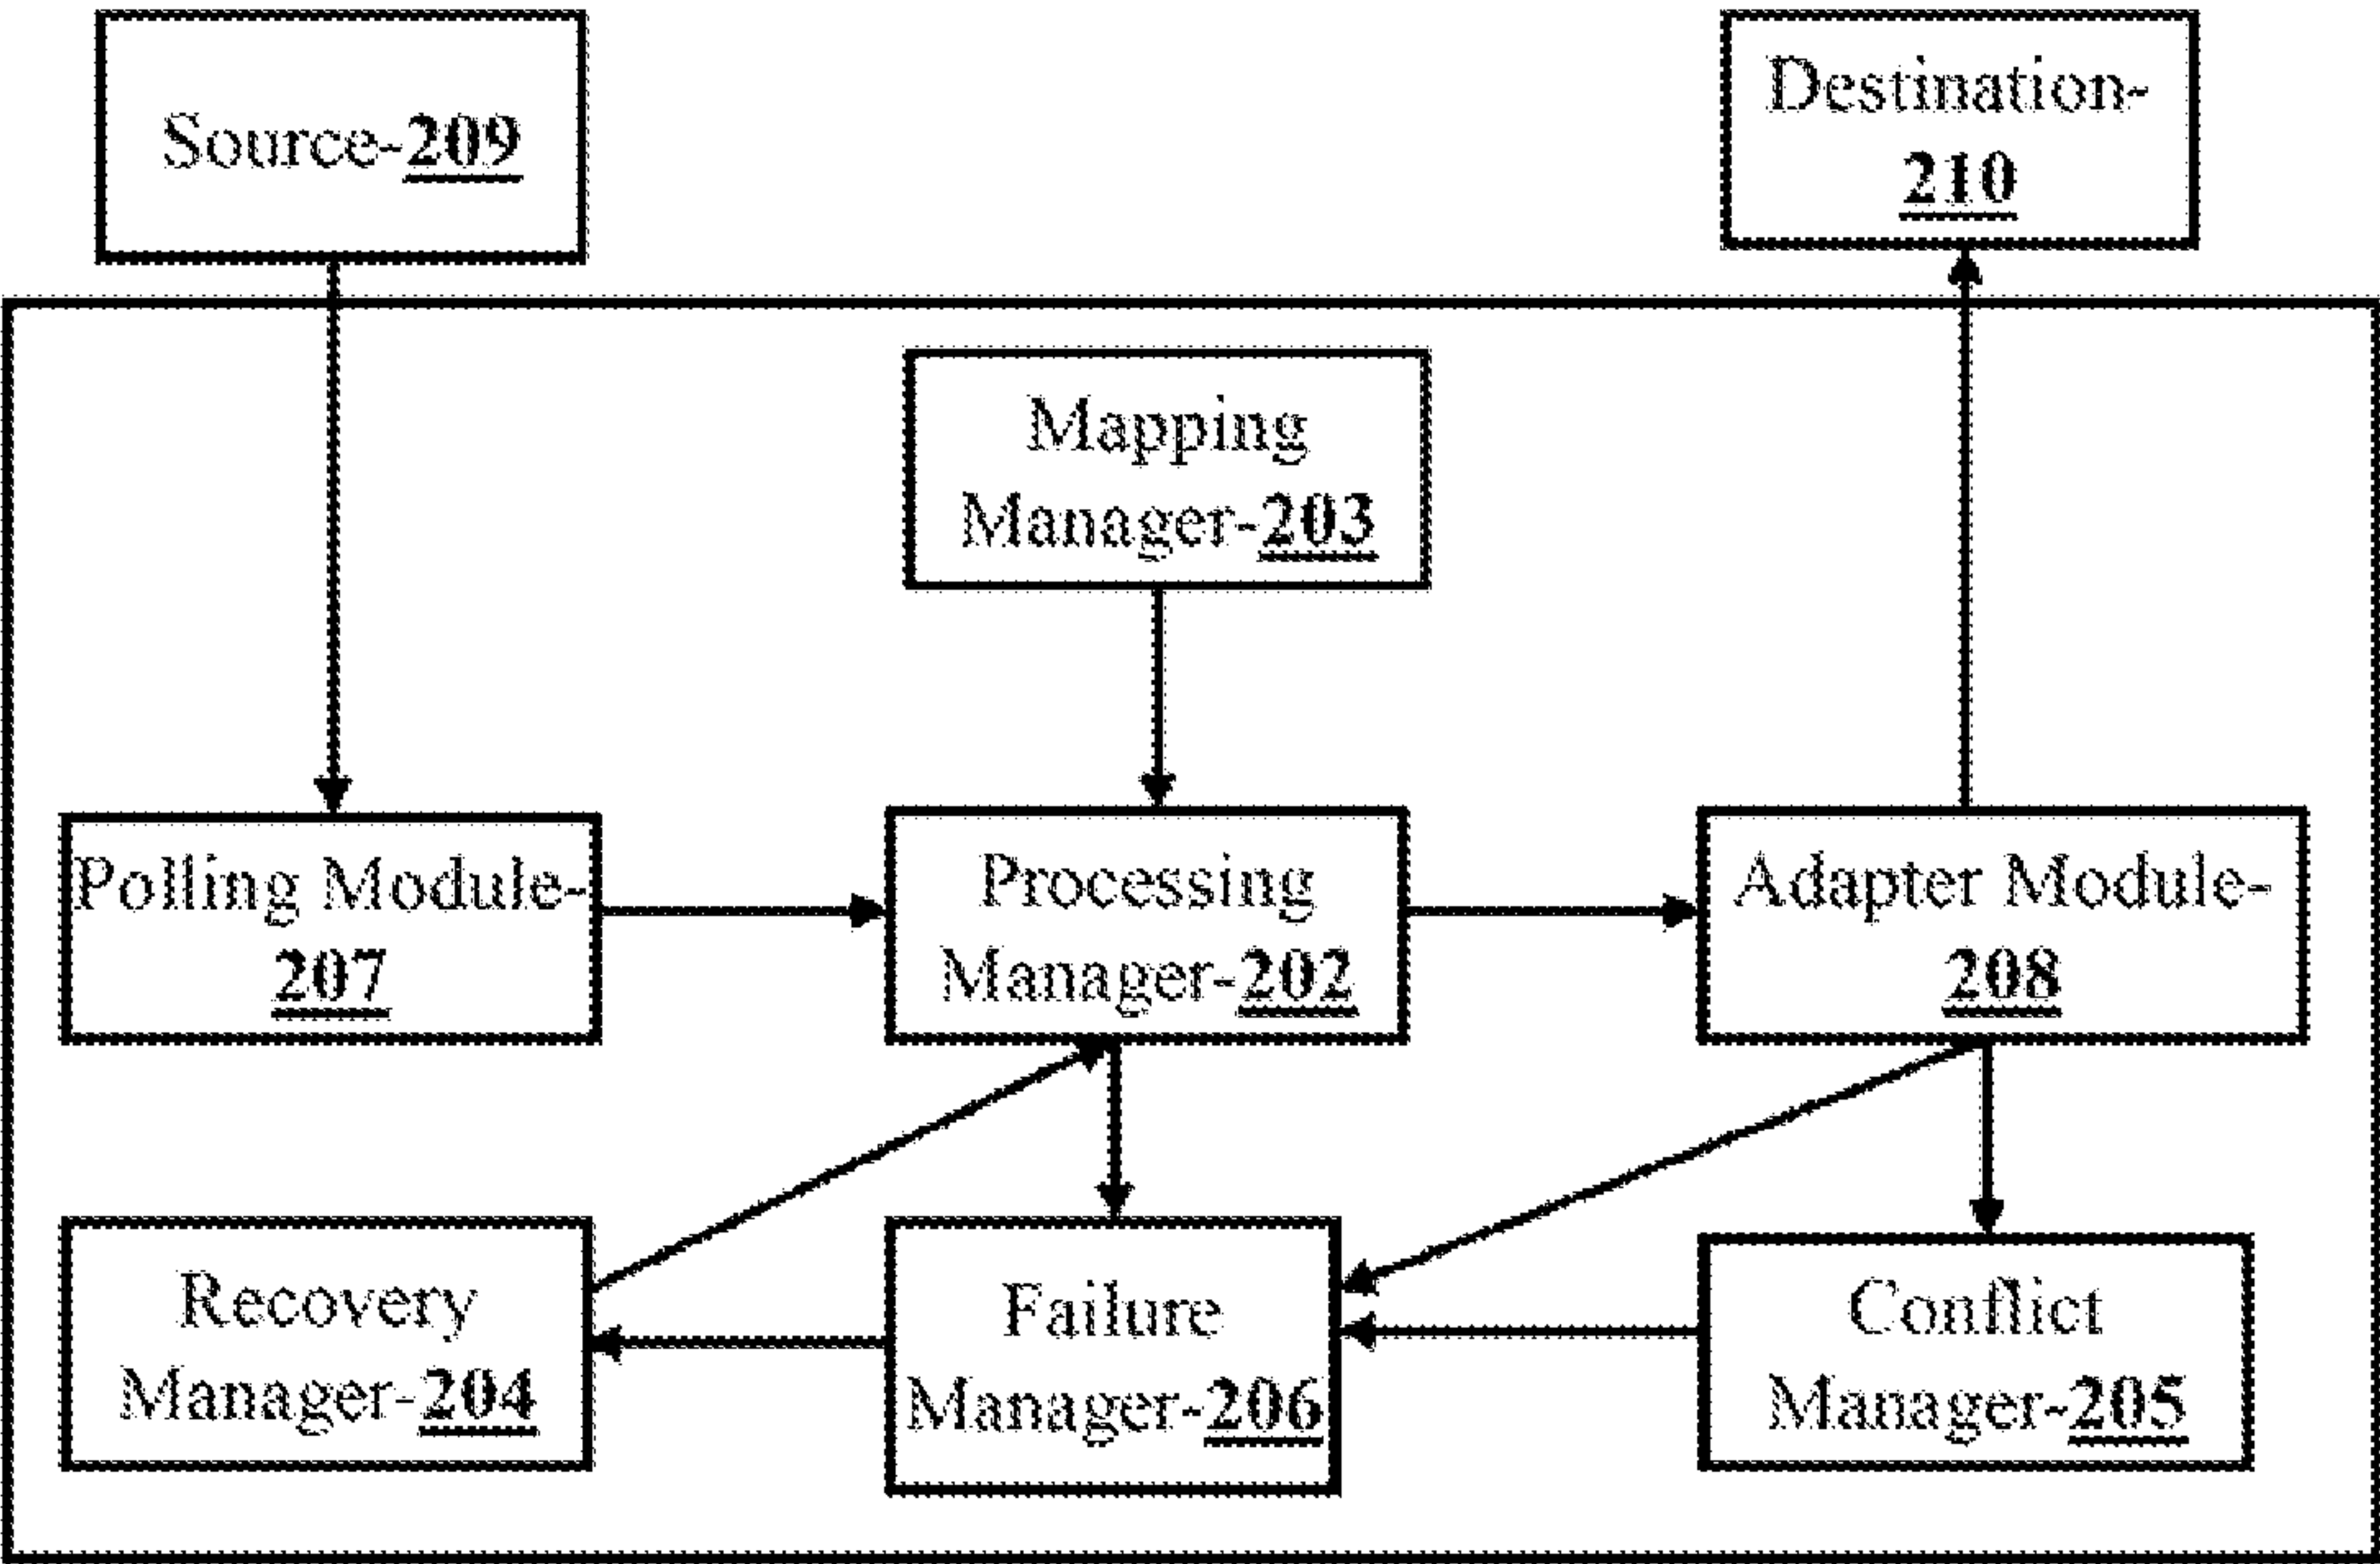 Source-209
Destination-
210
Mapping
Manager-203
Polling Module-
207
Processing
Manager-202
Adapter Module-
208
Recovery
Manager-204
Failure
Manager-206
Conflict
Manager-205